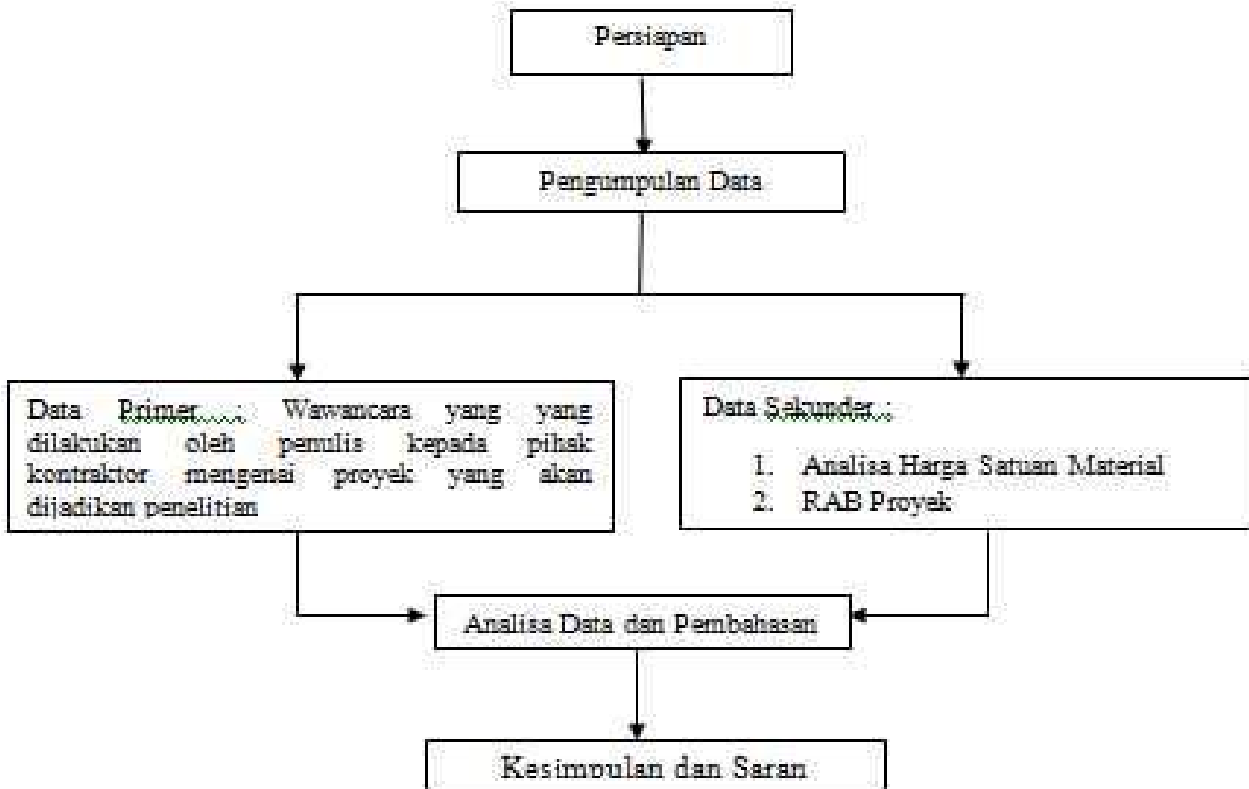 Persiapan
Pengumpulan Data
Data Primer : Wawancara yang yang
dilakukan oleh penulis kepada pihak
kontraktor mengenai proyek yang akan
dijadikan penelitian
Data Sekunder :
1. Analisa Harga Satuan Material
2. RAB Proyek
Analisa Data dan Pembahasan
Kesimpulan dan Saran